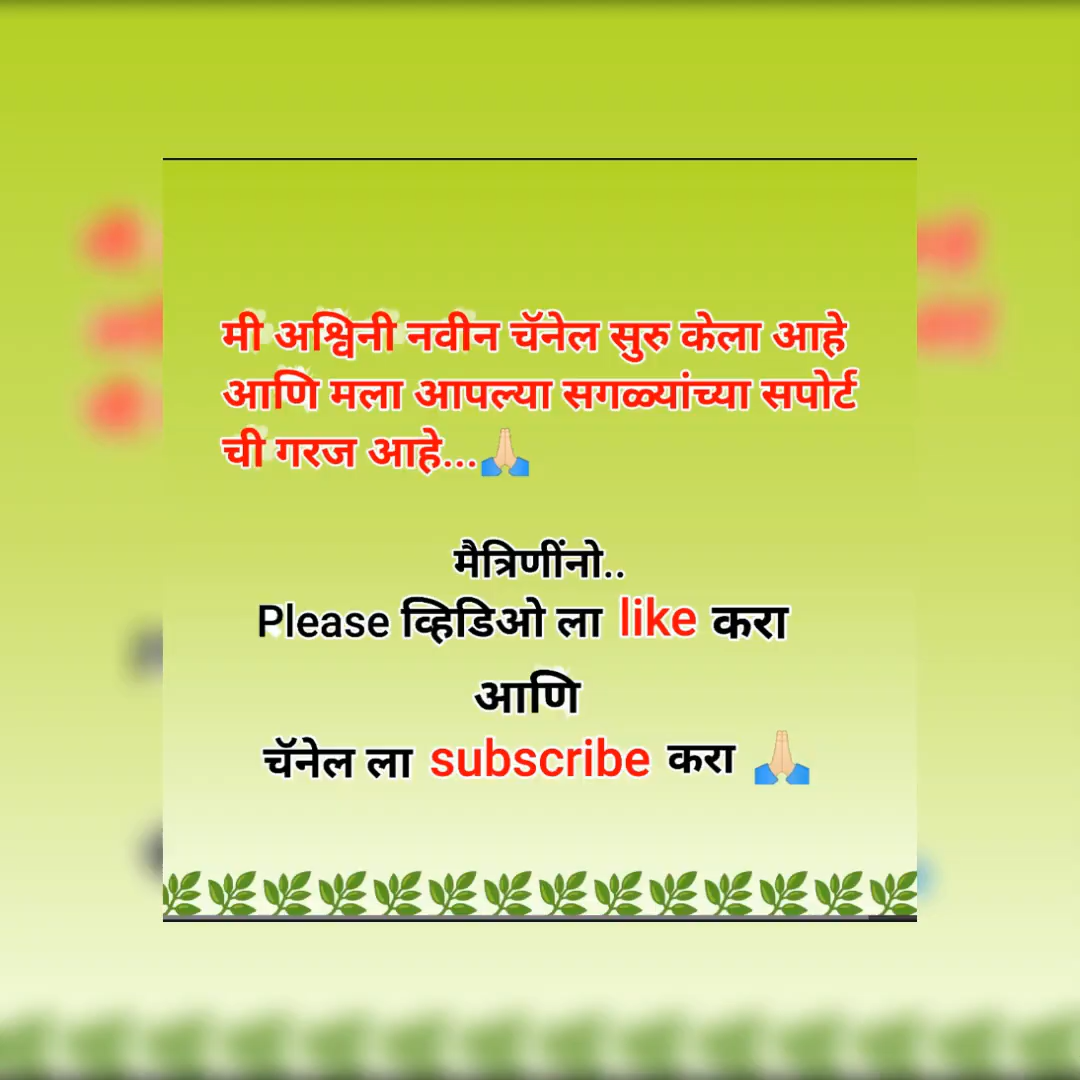 मी अश्विनी नवीन चॅनेल सुरु केला आहे
आणि मला आपल्या सगळ्यांच्या सपोर्ट
ची गरज आहे...🙏🏻
मैत्रिणींनो..
Please व्हिडिओ ला like करा
आणि
चॅनेल ला subscribe करा 🙏🏻